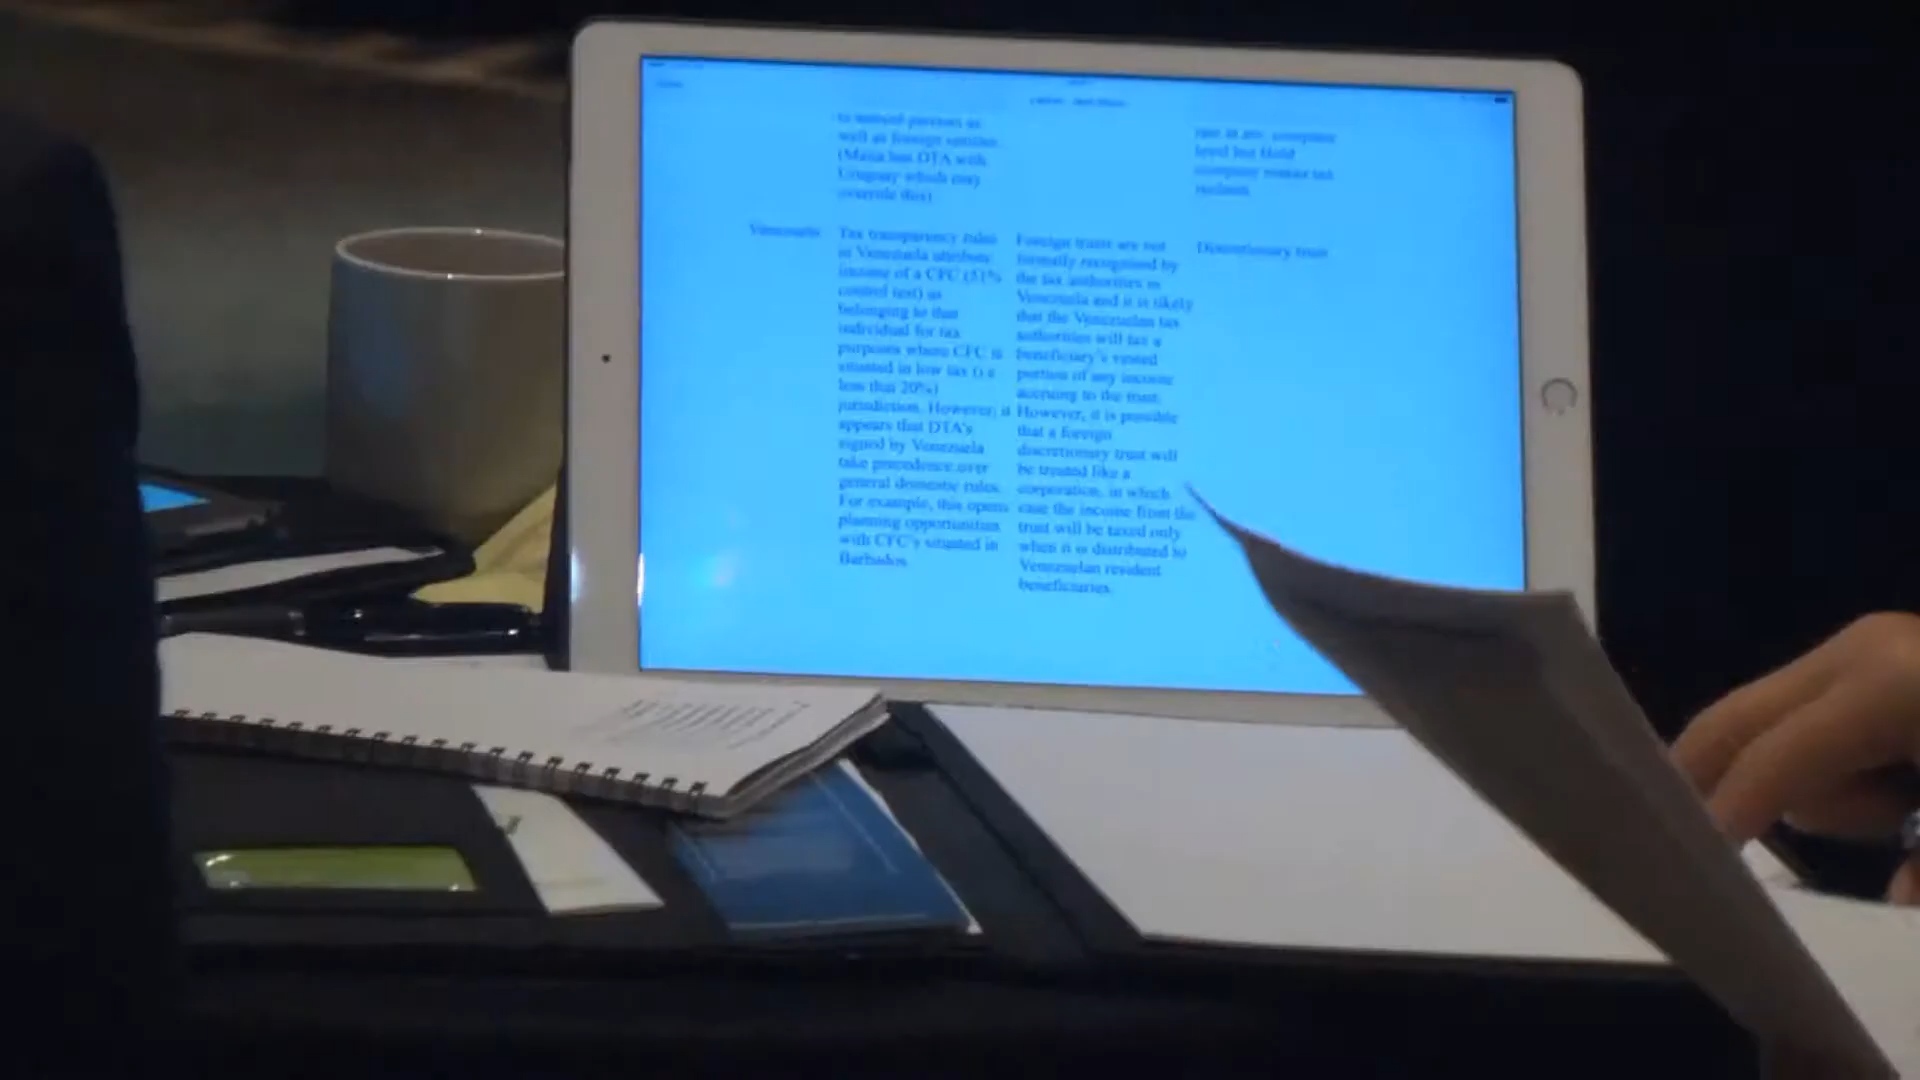 to natural persons as
well as foreign entities.
(Malta has DTA with
Uruguay which may
override this)
level but Hold
company makes tax
resident
Venezuela
Tax transparency rules
in Venezuela attribute
income of a CFC (51%
control test) as
belonging to that
individual for tax
purposes where CFC is
situated in low tax (i.e
less that 20%)
jurisdiction. However, it
appears that DTA's
signed by Venezuela
take precedence over
general domestic rules.
For example, this opens
planning opportunities
with CFC's situated in
Barbados
Foreign trusts are not
formally recognised by
the tax authorities in
Venezuela and it is likely
that the Venezuelan tax
authorities will tax a
beneficiary's vested
portion of any income
accruing to the trust.
However, it is possible
that a foreign
discretionary trust will
be treated like a
corporation, in which
case the income from the
trust will be taxed only
when it is distributed to
Venezuelan resident
beneficiaries.
Discretionary trust